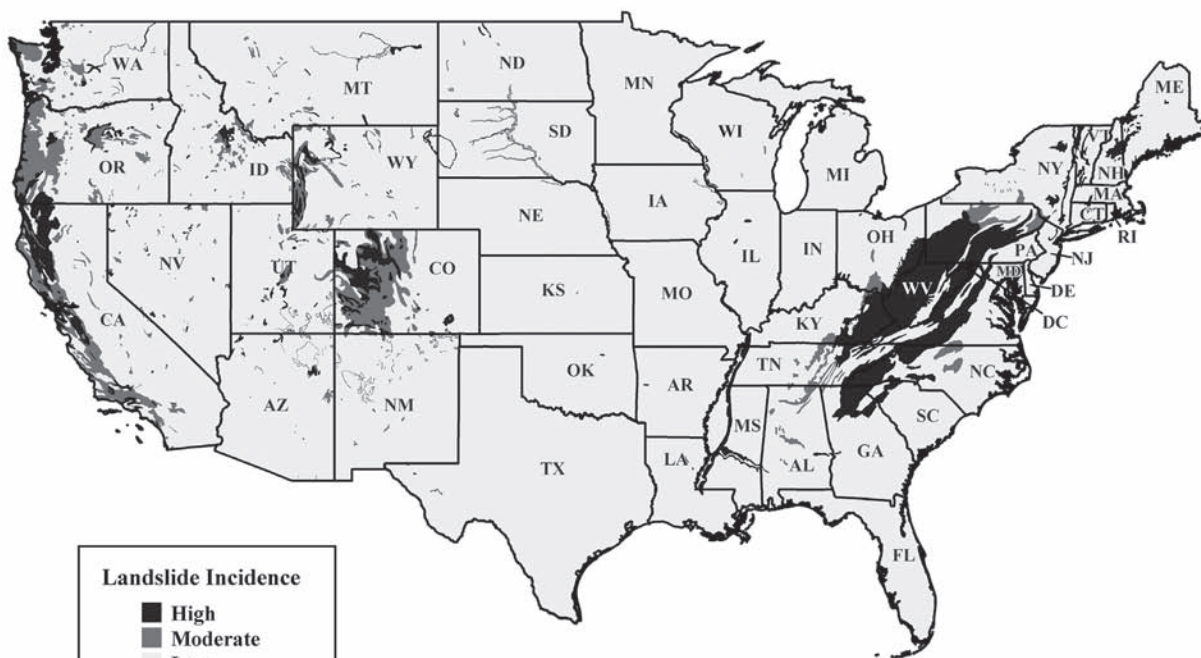 WA
MT
ND
MN
ME
OR
ID
WY
SD
WI
MI
NY
VT
NH
MA
CT
RI
NV
UT
CO
NE
IA
IL
IN
OH
PA
NJ
MD
DE
DC
WV
CA
KS
MO
KY
TN
NC
AZ
NM
OK
AR
MS
AL
GA
SC
TX
LA
FL
Landslide Incidence
High
Moderate